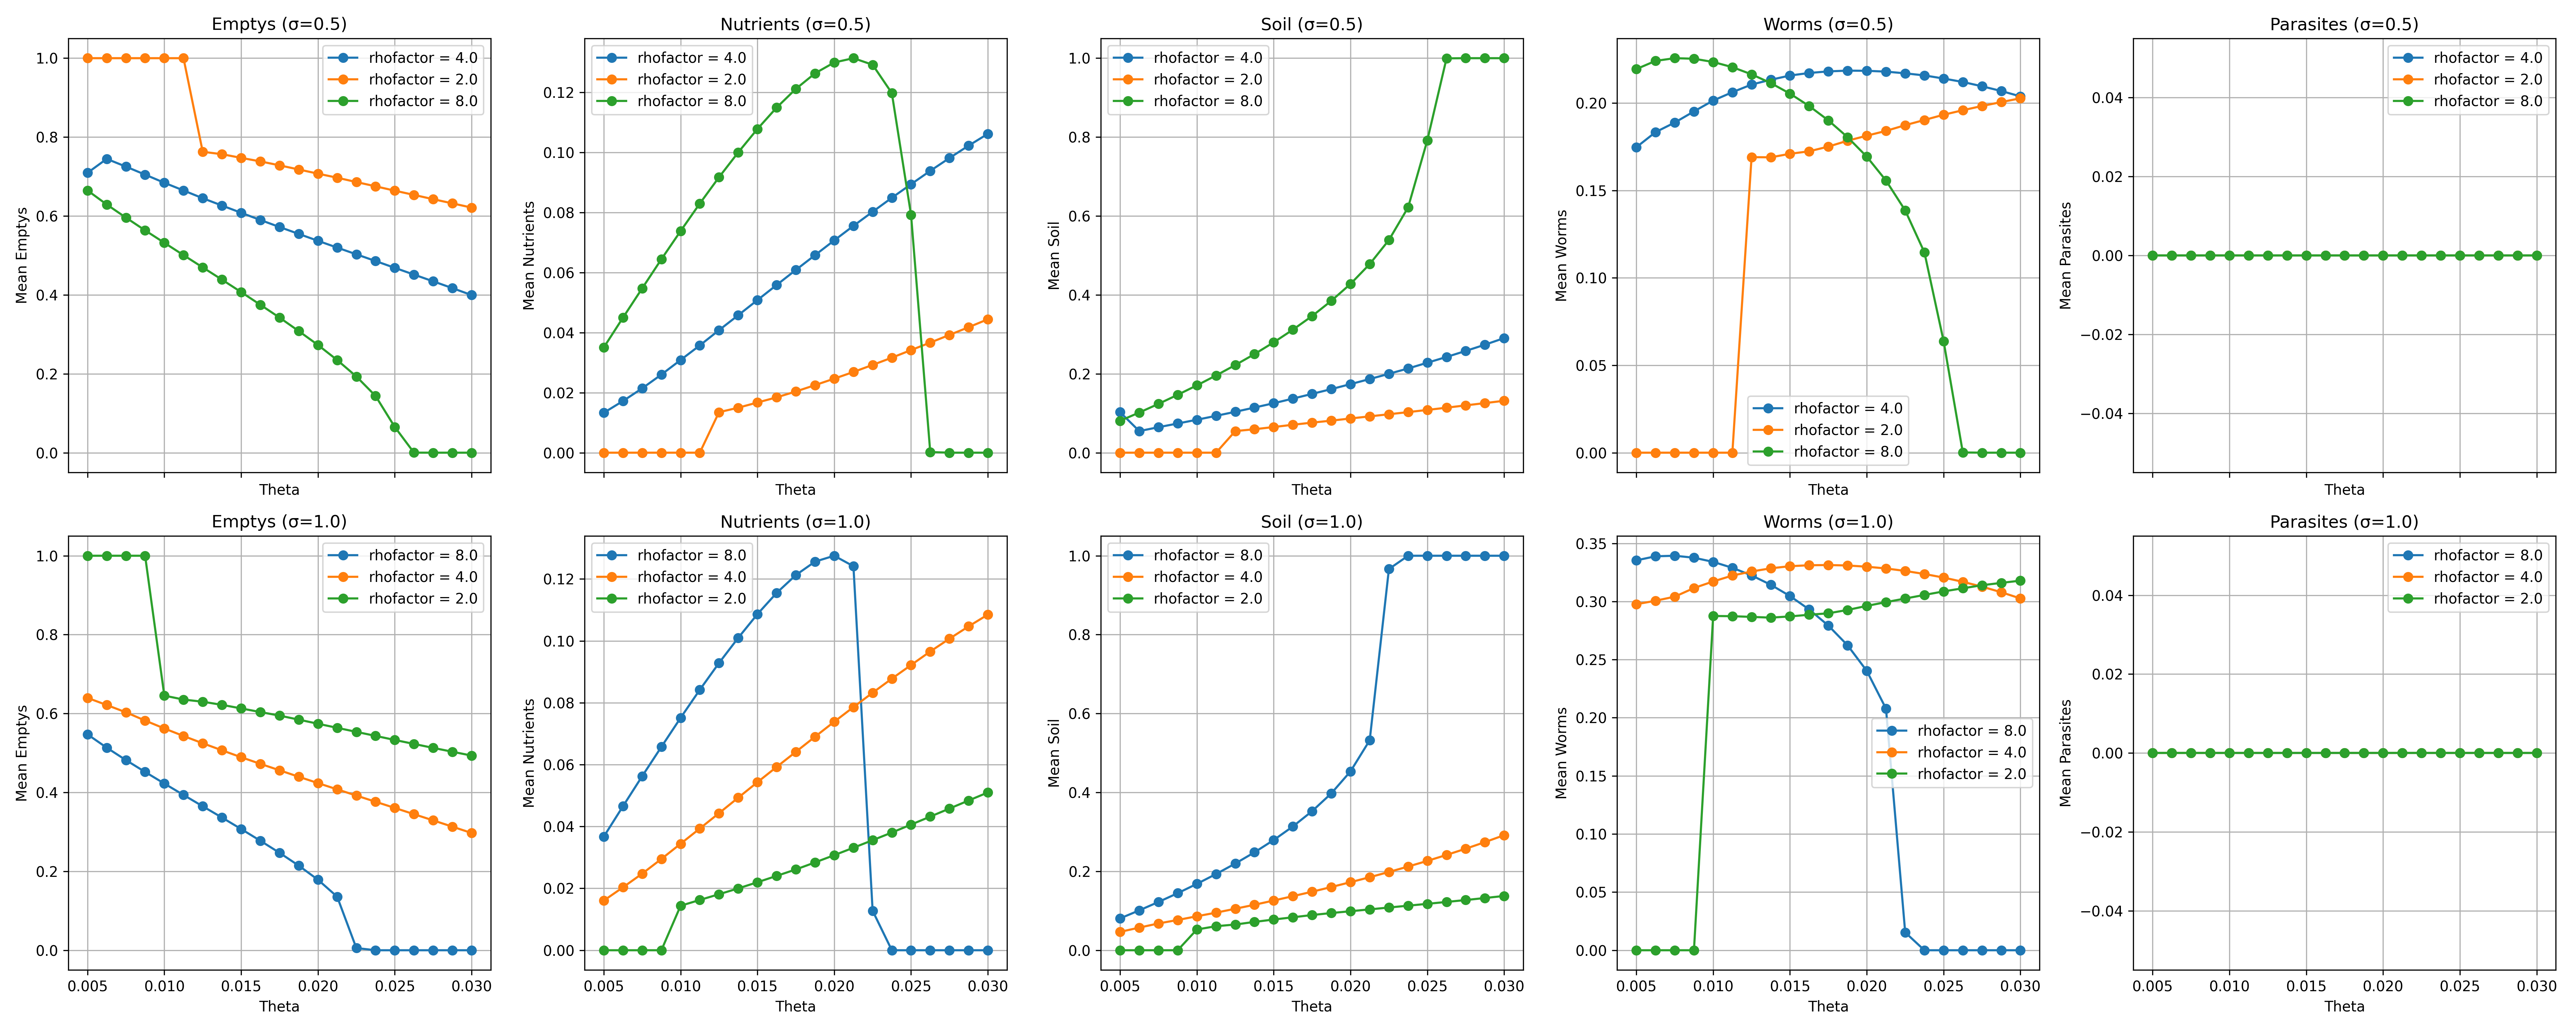 Emptys (σ=0.5)
1.0
0.8
0.6
0.4
0.2
0.0
Mean Emptys
Theta
rhofactor = 4.0
rhofactor = 2.0
rhofactor = 8.0
Nutrients (σ=0.5)
0.12
0.10
0.08
0.06
0.04
0.02
0.00
Mean Nutrients
Theta
rhofactor = 4.0
rhofactor = 2.0
rhofactor = 8.0
Soil (σ=0.5)
1.0
0.8
0.6
0.4
0.2
0.0
Mean Soil
Theta
rhofactor = 4.0
rhofactor = 2.0
rhofactor = 8.0
Worms (σ=0.5)
0.20
0.15
0.10
0.05
0.00
Mean Worms
Theta
rhofactor = 4.0
rhofactor = 2.0
rhofactor = 8.0
Parasites (σ=0.5)
0.04
0.02
0.00
−0.02
−0.04
Mean Parasites
Theta
rhofactor = 4.0
rhofactor = 2.0
rhofactor = 8.0
Emptys (σ=1.0)
1.0
0.8
0.6
0.4
0.2
0.0
Mean Emptys
0.005 0.010 0.015 0.020 0.025 0.030
Theta
rhofactor = 8.0
rhofactor = 4.0
rhofactor = 2.0
Nutrients (σ=1.0)
0.12
0.10
0.08
0.06
0.04
0.02
0.00
Mean Nutrients
0.005 0.010 0.015 0.020 0.025 0.030
Theta
rhofactor = 8.0
rhofactor = 4.0
rhofactor = 2.0
Soil (σ=1.0)
1.0
0.8
0.6
0.4
0.2
0.0
Mean Soil
0.005 0.010 0.015 0.020 0.025 0.030
Theta
rhofactor = 8.0
rhofactor = 4.0
rhofactor = 2.0
Worms (σ=1.0)
0.35
0.30
0.25
0.20
0.15
0.10
0.05
0.00
Mean Worms
0.005 0.010 0.015 0.020 0.025 0.030
Theta
rhofactor = 8.0
rhofactor = 4.0
rhofactor = 2.0
Parasites (σ=1.0)
0.04
0.02
0.00
−0.02
−0.04
Mean Parasites
0.005 0.010 0.015 0.020 0.025 0.030
Theta
rhofactor = 8.0
rhofactor = 4.0
rhofactor = 2.0